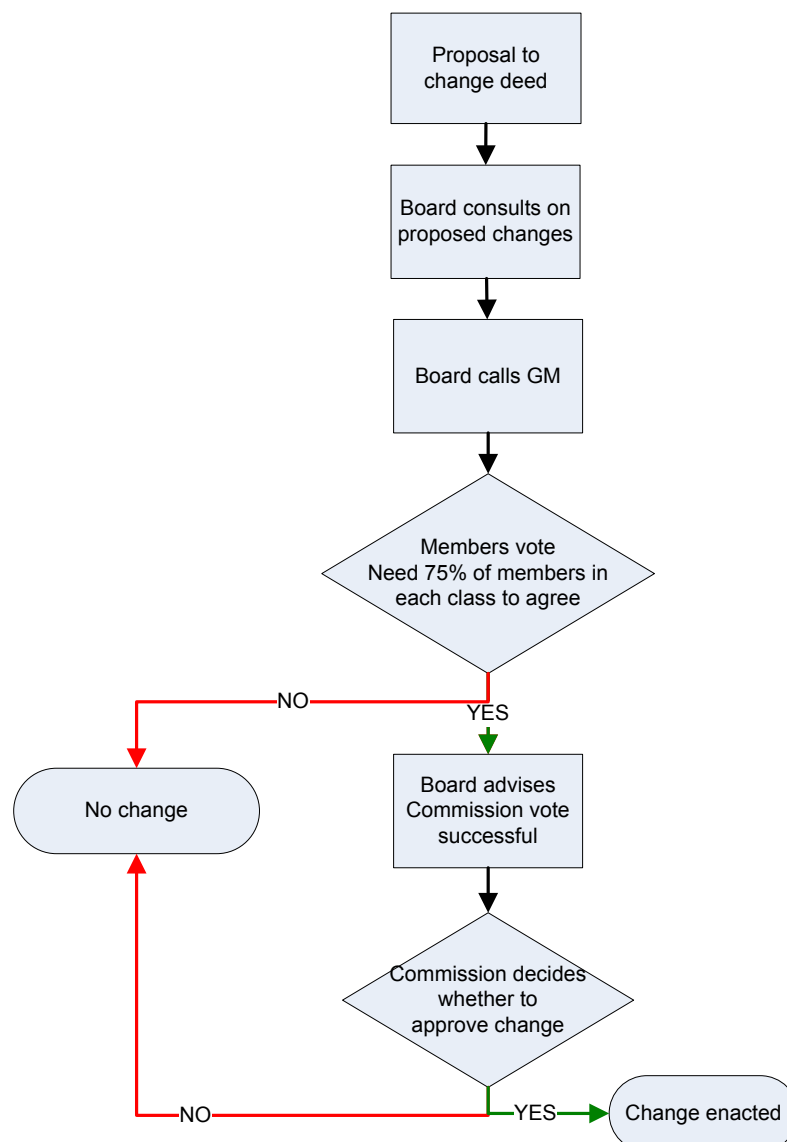 Proposal to
change deed
Board consults on
proposed changes
Board calls GM
Members vote
Need 75% of members in
each class to agree
NO
YES
No change
Board advises
Commission vote
successful
Commission decides
whether to
approve change
NO
YES
Change enacted